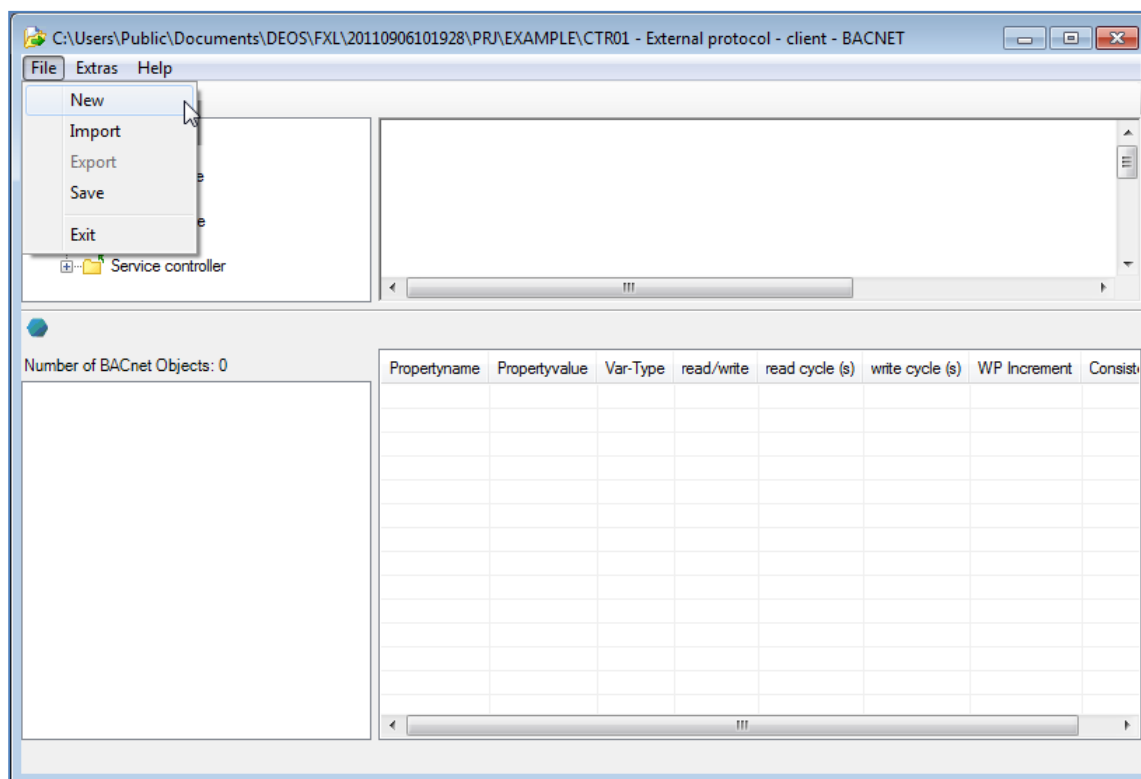 C:\Users\Public\Documents\DEOS\FXL\20110906101928\PRJ\EXAMPLE\CTR01 - External protocol - client - BACNET
File Extras Help
New
Import
Export
Save
Exit
Service controller
Number of BACnet Objects: 0
Propertyname Propertyvalue Var-Type read/write read cycle (s) write cycle (s) WP Increment